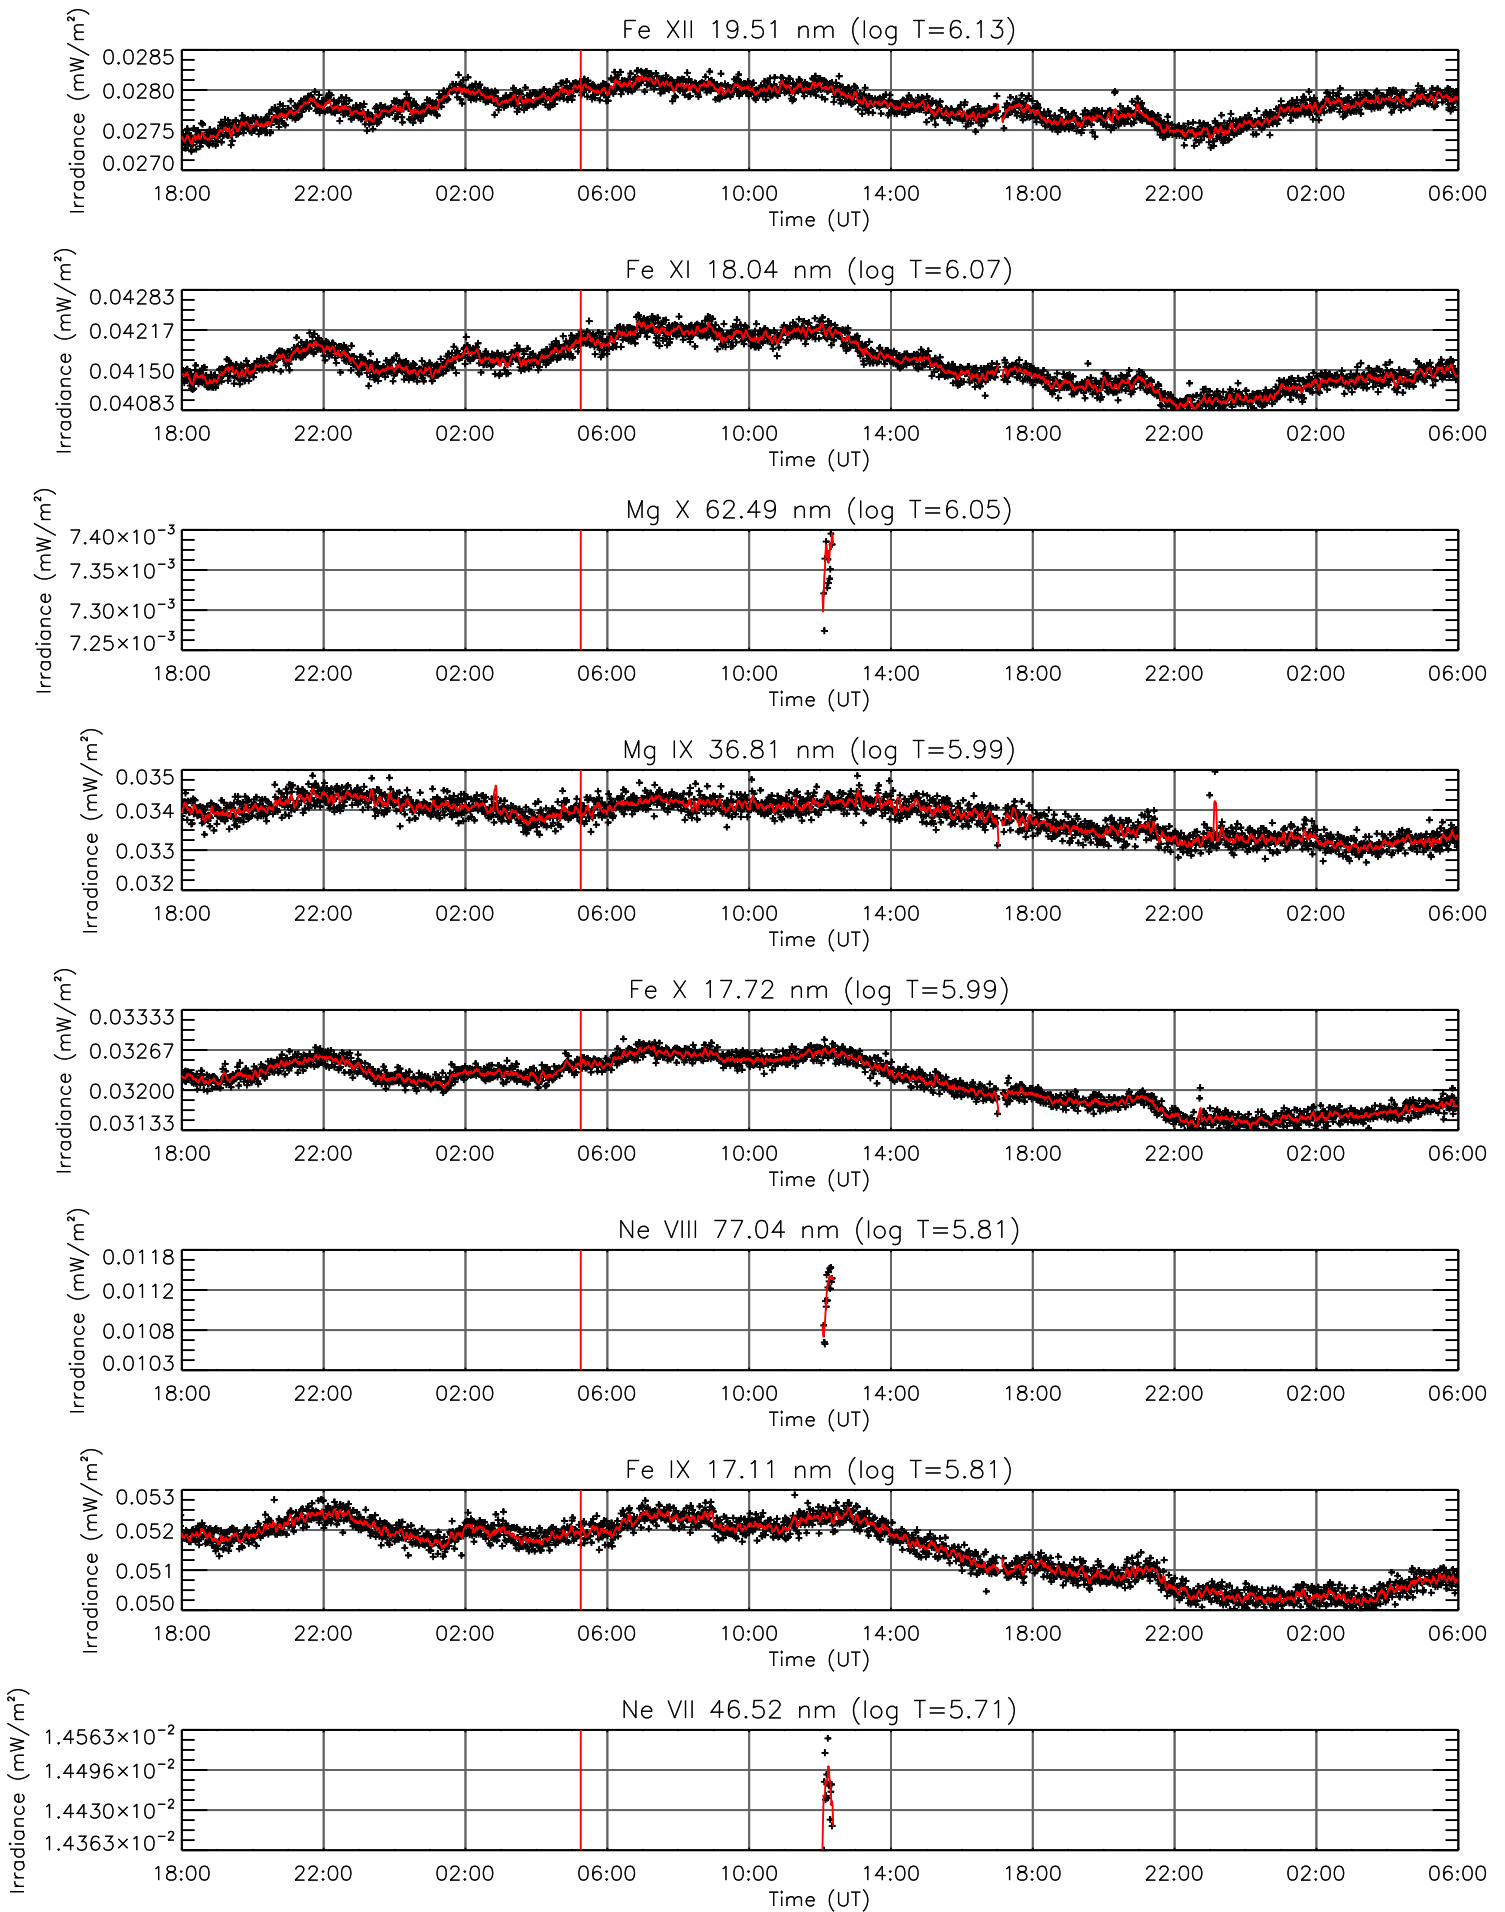 Fe XII 19.51 nm (log T=6.13)
Irradiance (mW/m²)
0.0285
0.0280
0.0275
0.0270
18:00 22:00 02:00 06:00 10:00 14:00 18:00 22:00 02:00 06:00
Time (UT)
Fe XI 18.04 nm (log T=6.07)
Irradiance (mW/m²)
0.04283
0.04217
0.04150
0.04083
18:00 22:00 02:00 06:00 10:00 14:00 18:00 22:00 02:00 06:00
Time (UT)
Mg X 62.49 nm (log T=6.05)
Irradiance (mW/m²)
7.40×10⁻³
7.35×10⁻³
7.30×10⁻³
7.25×10⁻³
18:00 22:00 02:00 06:00 10:00 14:00 18:00 22:00 02:00 06:00
Time (UT)
Mg IX 36.81 nm (log T=5.99)
Irradiance (mW/m²)
0.035
0.034
0.033
0.032
18:00 22:00 02:00 06:00 10:00 14:00 18:00 22:00 02:00 06:00
Time (UT)
Fe X 17.72 nm (log T=5.99)
Irradiance (mW/m²)
0.03333
0.03267
0.03200
0.03133
18:00 22:00 02:00 06:00 10:00 14:00 18:00 22:00 02:00 06:00
Time (UT)
Ne VIII 77.04 nm (log T=5.81)
Irradiance (mW/m²)
0.0118
0.0112
0.0108
0.0103
18:00 22:00 02:00 06:00 10:00 14:00 18:00 22:00 02:00 06:00
Time (UT)
Fe IX 17.11 nm (log T=5.81)
Irradiance (mW/m²)
0.053
0.052
0.051
0.050
18:00 22:00 02:00 06:00 10:00 14:00 18:00 22:00 02:00 06:00
Time (UT)
Ne VII 46.52 nm (log T=5.71)
Irradiance (mW/m²)
1.4563×10⁻²
1.4496×10⁻²
1.4430×10⁻²
1.4363×10⁻²
18:00 22:00 02:00 06:00 10:00 14:00 18:00 22:00 02:00 06:00
Time (UT)